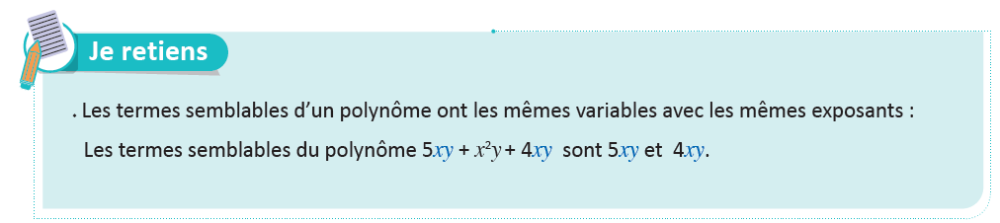 Je retiens
. Les termes semblables d’un polynôme ont les mêmes variables avec les mêmes exposants :
Les termes semblables du polynôme 5xy + x²y + 4xy sont 5xy et 4xy.